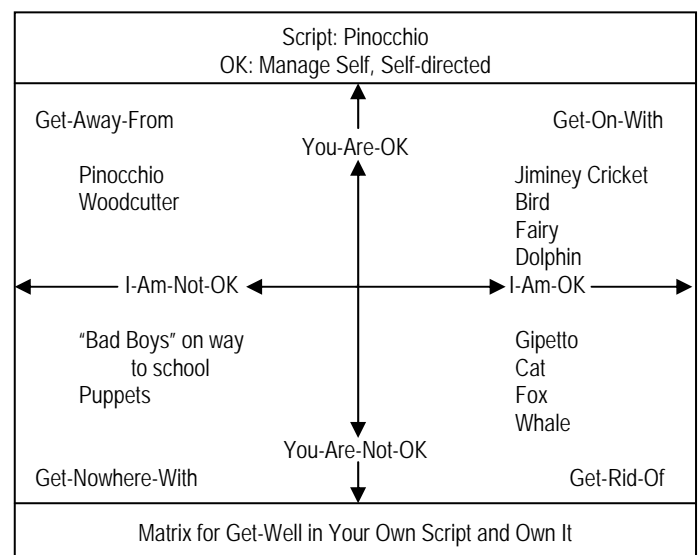 Script: Pinocchio
OK: Manage Self, Self-directed
Get-Away-From
Get-On-With
You-Are-OK
Pinocchio
Woodcutter
Jiminey Cricket
Bird
Fairy
Dolphin
I-Am-Not-OK
I-Am-OK
"Bad Boys" on way
to school
Puppets
Gipetto
Cat
Fox
Whale
You-Are-Not-OK
Get-Nowhere-With
Get-Rid-Of
Matrix for Get-Well in Your Own Script and Own It